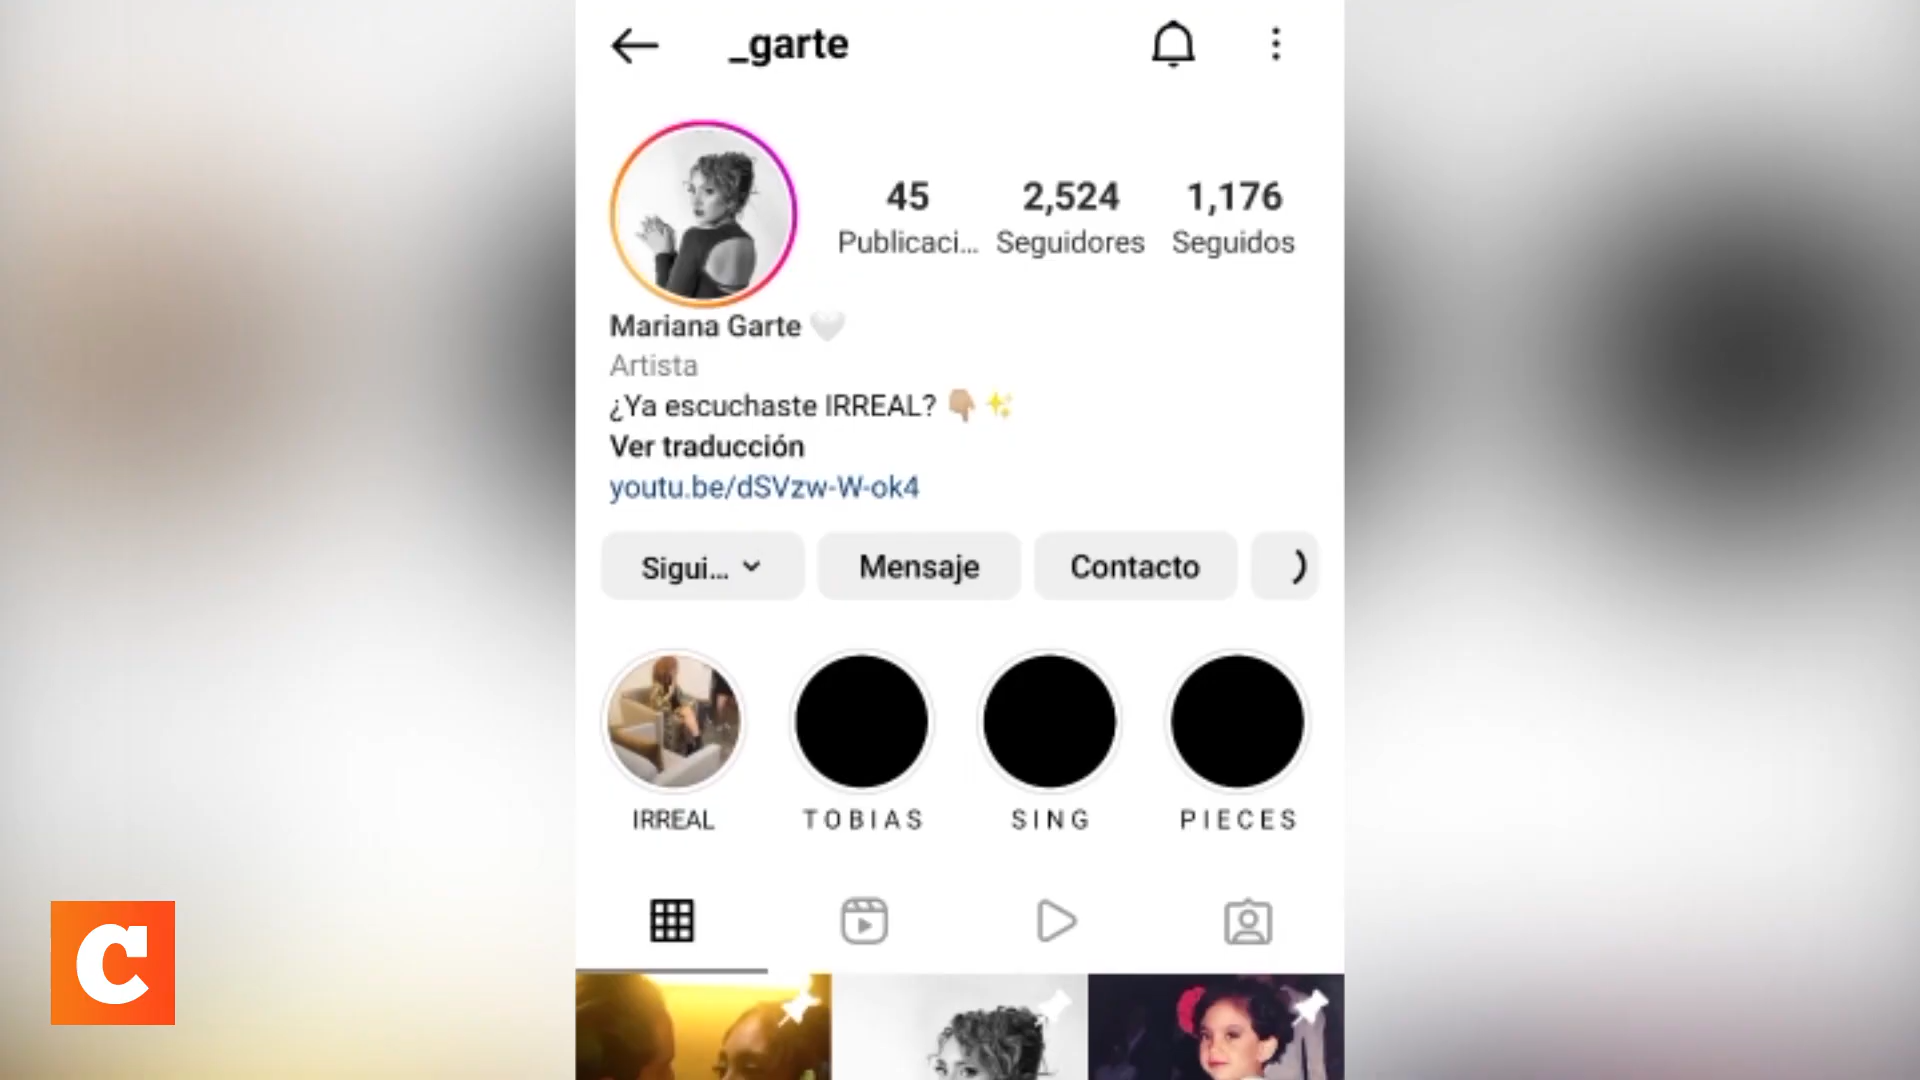 _garte
45 2,524 1,176
Publicaci... Seguidores Seguidos
Mariana Garte 🤍
Artista
¿Ya escuchaste IRREAL? 👇🏼✨
Ver traducción
youtu.be/dSVzw-W-ok4
Sigui... Mensaje Contacto
IRREAL TOBIAS SING PIECES
C